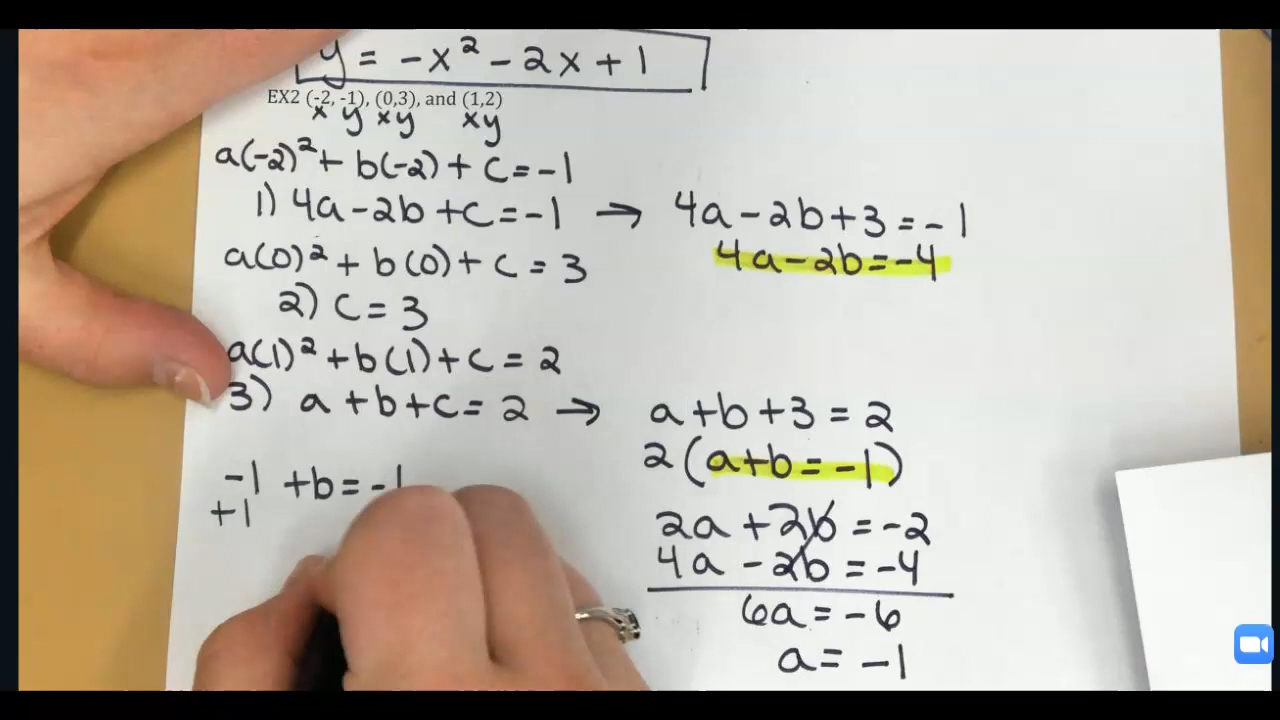 y = -x² - 2x + 1
EX2 (-2, -1), (0,3), and (1,2)
x y x y x y
a(-2)² + b(-2) + c = -1
1) 4a - 2b + c = -1 → 4a - 2b + 3 = -1
4a - 2b = -4
a(0)² + b(0) + c = 3
2) c = 3
a(1)² + b(1) + c = 2
3) a + b + c = 2 → a + b + 3 = 2
2(a + b = -1)
-1 + b = -1
+1
2a + 2b = -2
4a - 2b = -4
6a = -6
a = -1